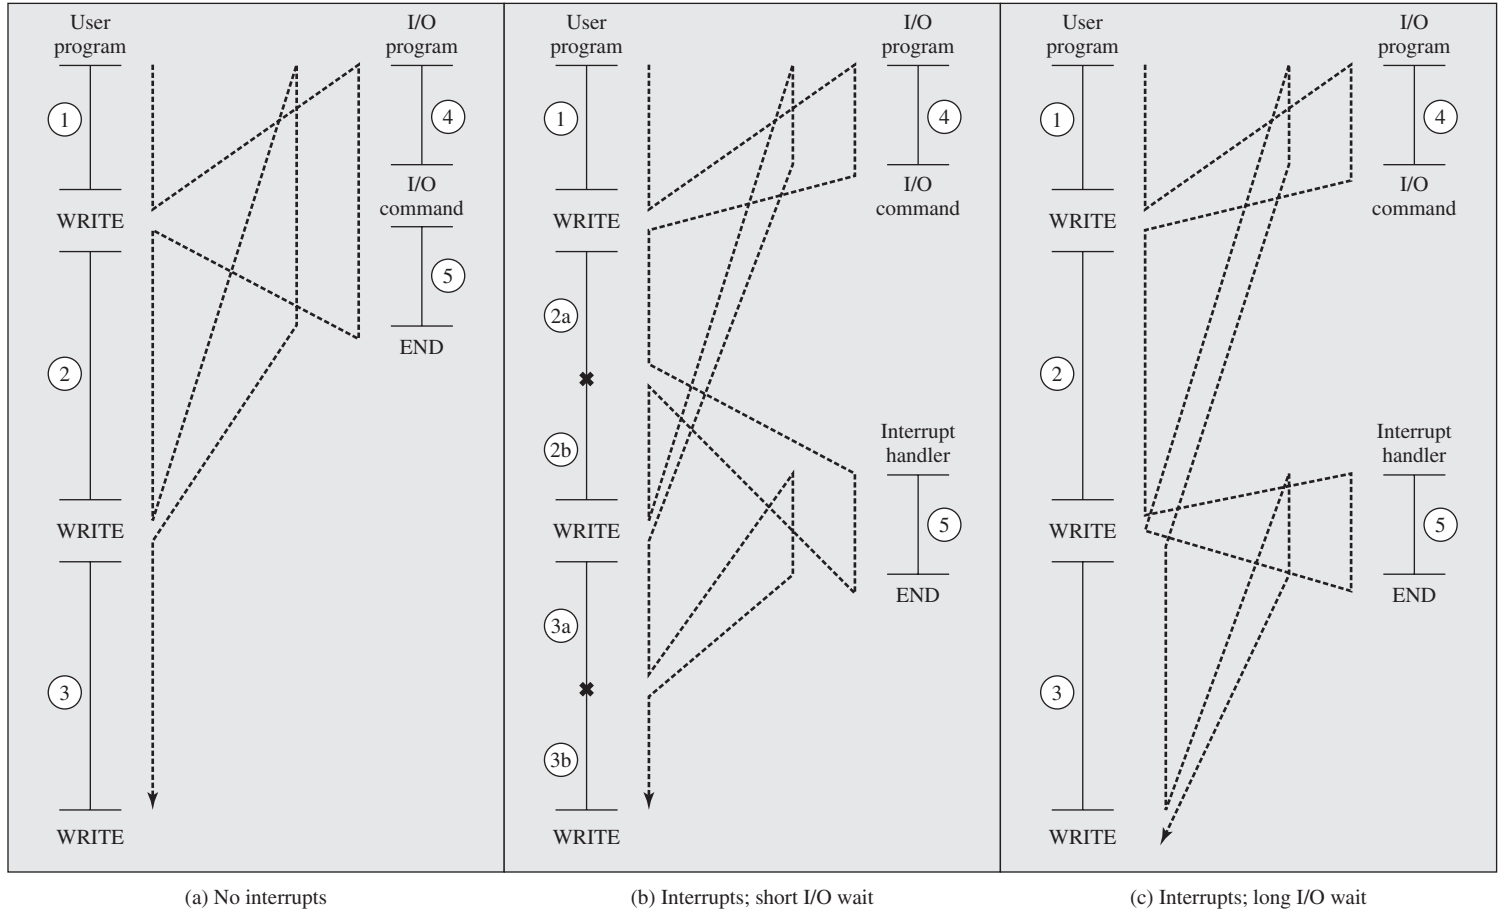 User
program
1
WRITE
2
WRITE
3
WRITE
I/O
program
4
I/O
command
5
END
(a) No interrupts
User
program
1
WRITE
2a
2b
WRITE
3a
3b
WRITE
I/O
program
4
I/O
command
Interrupt
handler
5
END
(b) Interrupts; short I/O wait
User
program
1
WRITE
2
WRITE
3
WRITE
I/O
program
4
I/O
command
Interrupt
handler
5
END
(c) Interrupts; long I/O wait